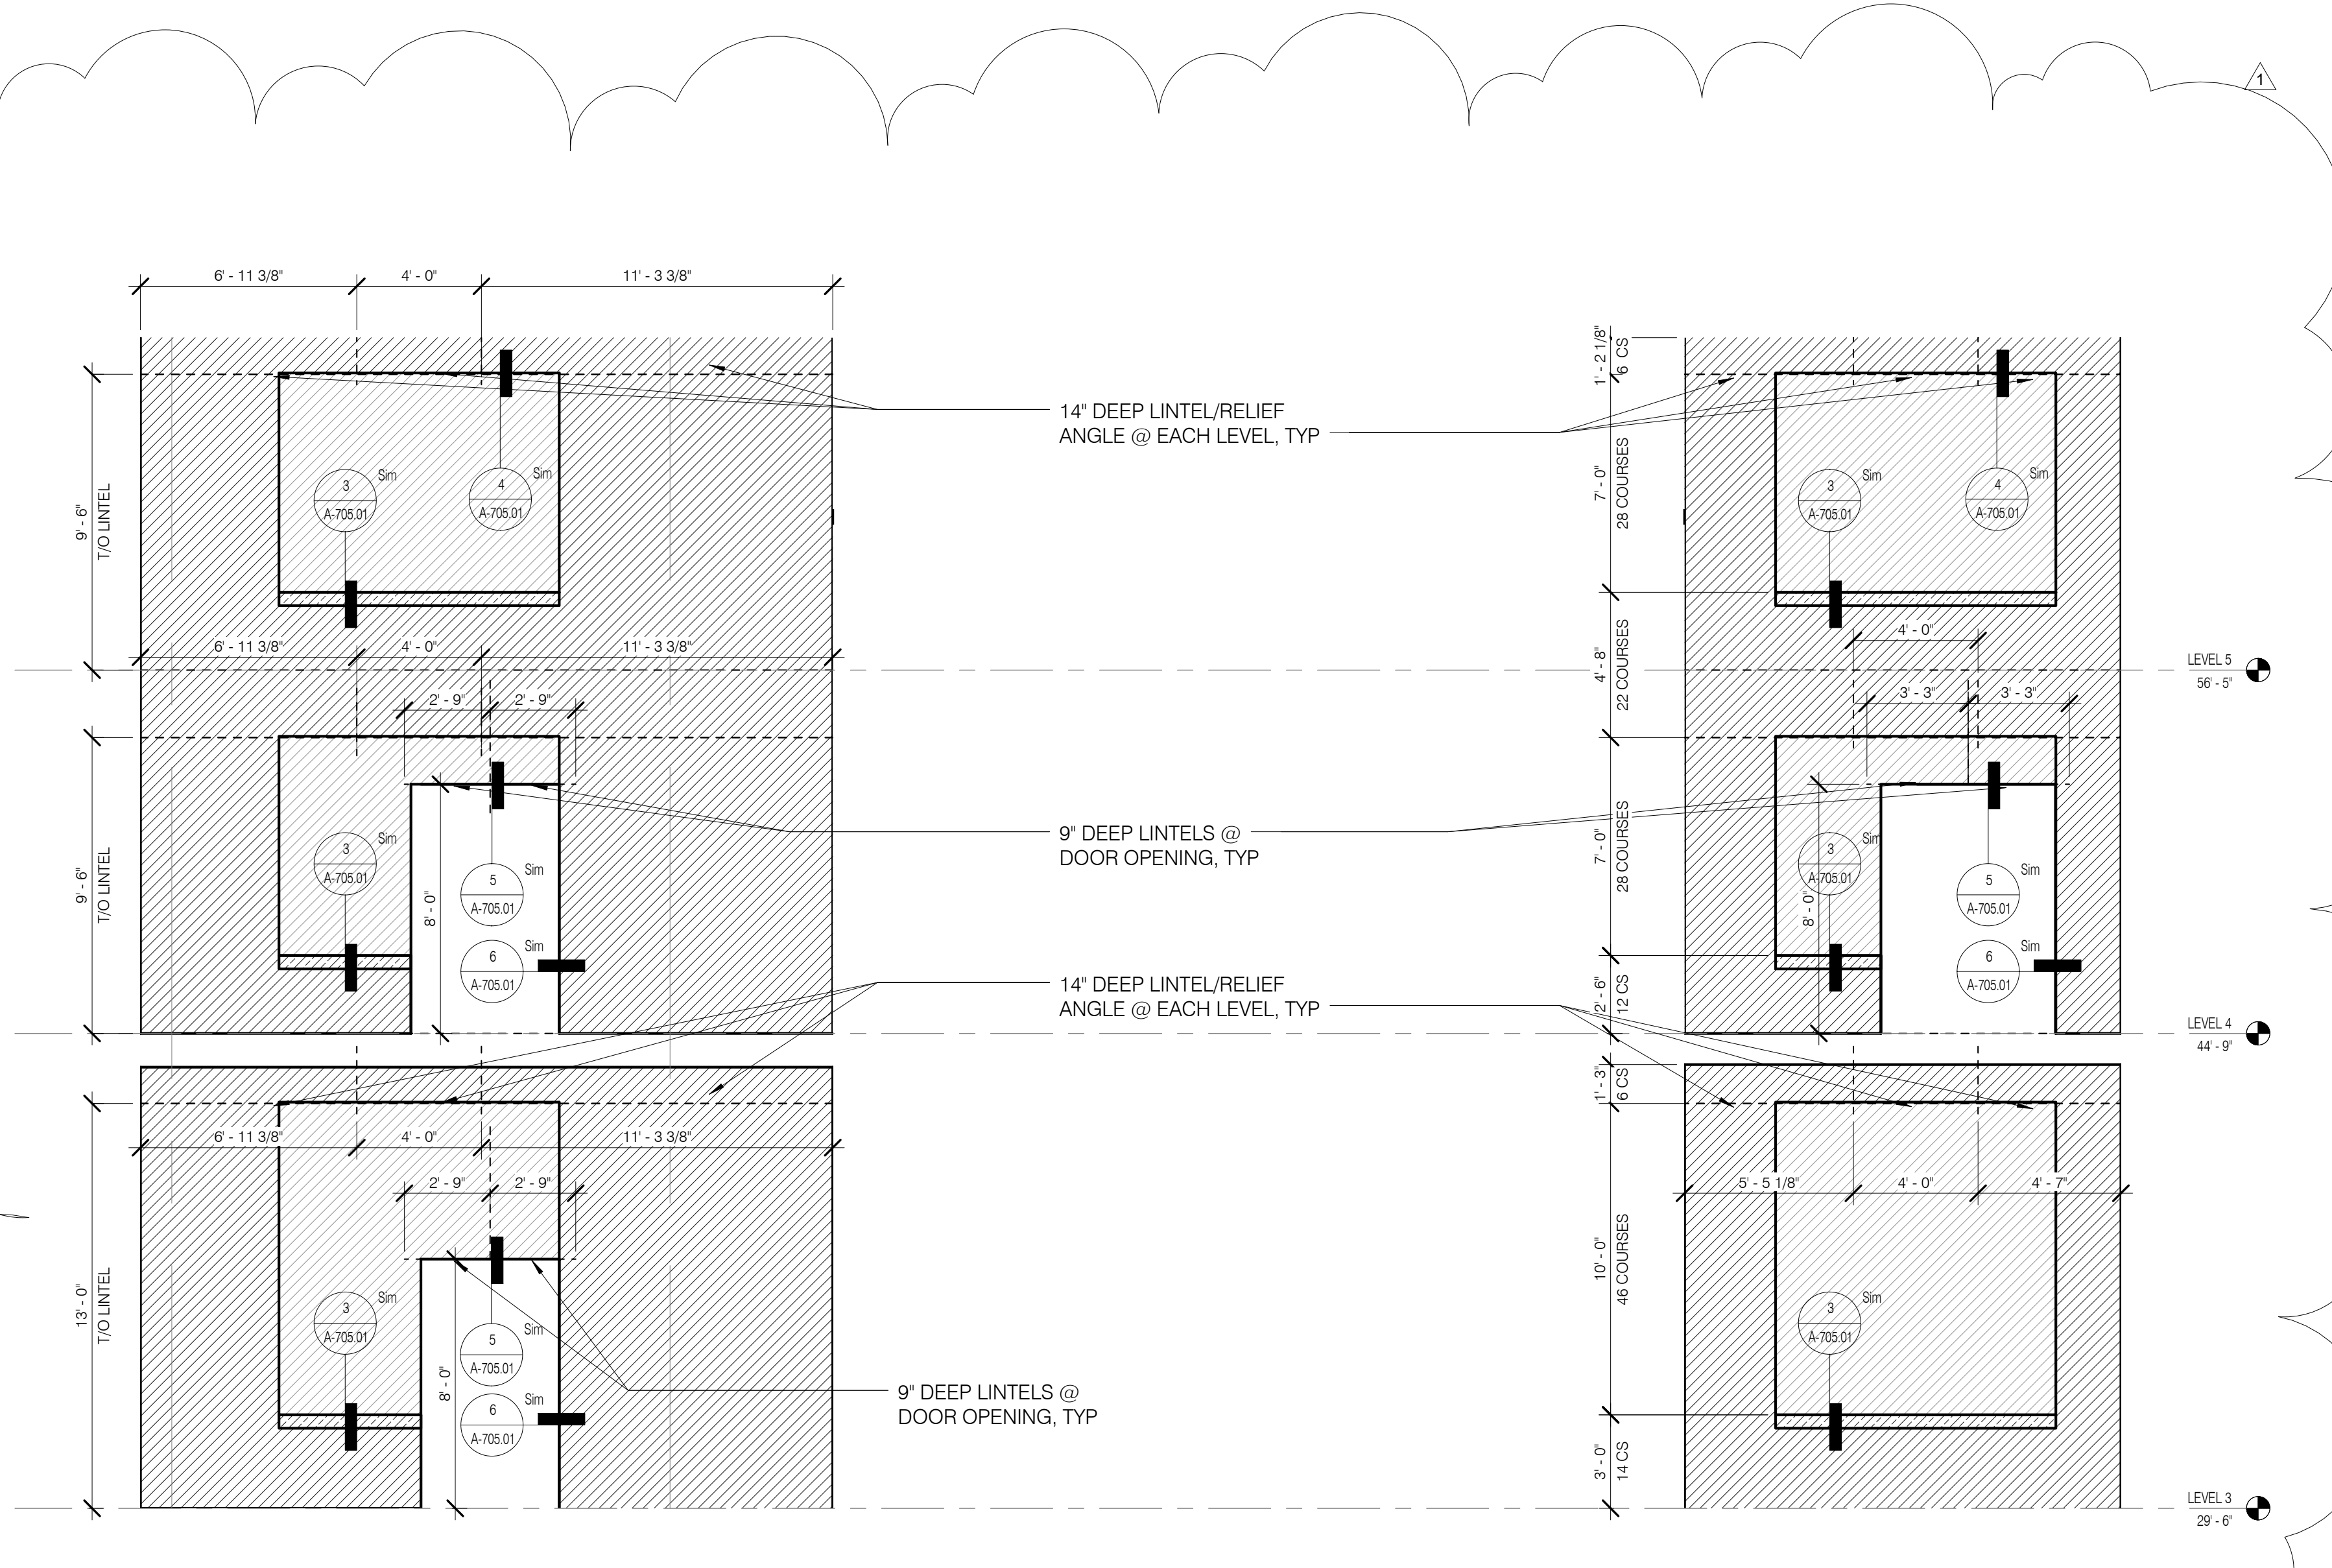 1
6' - 11 3/8"
4' - 0"
11' - 3 3/8"
1' - 2 1/8"
6 CS
14" DEEP LINTEL/RELIEF
ANGLE @ EACH LEVEL, TYP
9' - 6"
T/O LINTEL
3
A-705.01
Sim
4
A-705.01
Sim
7' - 0"
28 COURSES
3
A-705.01
Sim
4
A-705.01
Sim
6' - 11 3/8"
4' - 0"
11' - 3 3/8"
4' - 8"
22 COURSES
4' - 0"
LEVEL 5
56' - 5"
2' - 9"
2' - 9"
3' - 3"
3' - 3"
9" DEEP LINTELS @
DOOR OPENING, TYP
9' - 6"
T/O LINTEL
3
A-705.01
Sim
8' - 0"
5
A-705.01
Sim
6
A-705.01
Sim
7' - 0"
28 COURSES
3
A-705.01
Sim
8' - 0"
5
A-705.01
Sim
6
A-705.01
Sim
14" DEEP LINTEL/RELIEF
ANGLE @ EACH LEVEL, TYP
2' - 6"
12 CS
LEVEL 4
44' - 9"
1' - 3"
6 CS
6' - 11 3/8"
4' - 0"
11' - 3 3/8"
2' - 9"
2' - 9"
5' - 5 1/8"
4' - 0"
4' - 7"
13' - 0"
T/O LINTEL
3
A-705.01
Sim
8' - 0"
5
A-705.01
Sim
6
A-705.01
Sim
9" DEEP LINTELS @
DOOR OPENING, TYP
10' - 0"
46 COURSES
3
A-705.01
Sim
3' - 0"
14 CS
LEVEL 3
29' - 6"